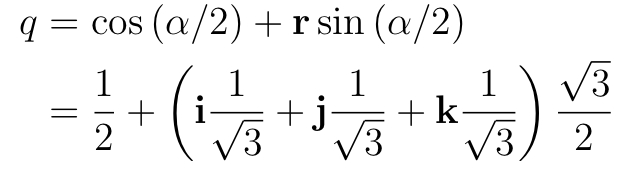 q = cos (α/2) + r sin (α/2)
= 1/2 + (i 1/√3 + j 1/√3 + k 1/√3) √3/2